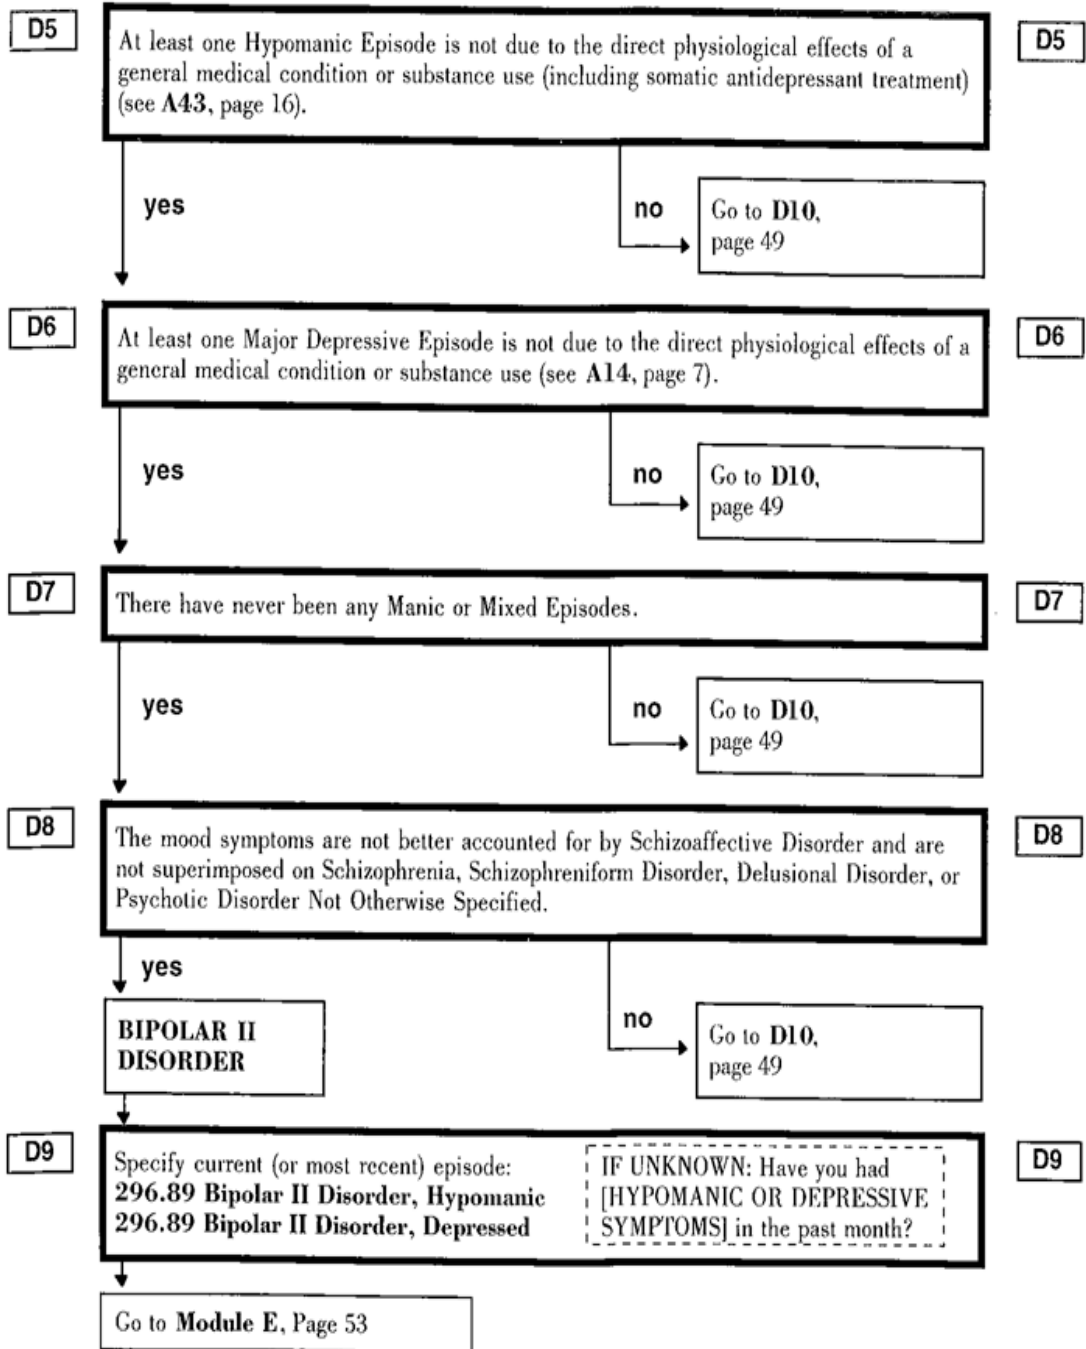 D5
At least one Hypomanic Episode is not due to the direct physiological effects of a
general medical condition or substance use (including somatic antidepressant treatment)
(see A43, page 16).
D5
yes
no
Go to D10,
page 49
D6
At least one Major Depressive Episode is not due to the direct physiological effects of a
general medical condition or substance use (see A14, page 7).
D6
yes
no
Go to D10,
page 49
D7
There have never been any Manic or Mixed Episodes.
D7
yes
no
Go to D10,
page 49
D8
The mood symptoms are not better accounted for by Schizoaffective Disorder and are
not superimposed on Schizophrenia, Schizophreniform Disorder, Delusional Disorder, or
Psychotic Disorder Not Otherwise Specified.
D8
yes
BIPOLAR II
DISORDER
no
Go to D10,
page 49
D9
Specify current (or most recent) episode:
296.89 Bipolar II Disorder, Hypomanic
296.89 Bipolar II Disorder, Depressed
IF UNKNOWN: Have you had
[HYPOMANIC OR DEPRESSIVE
SYMPTOMS] in the past month?
D9
Go to Module E, Page 53